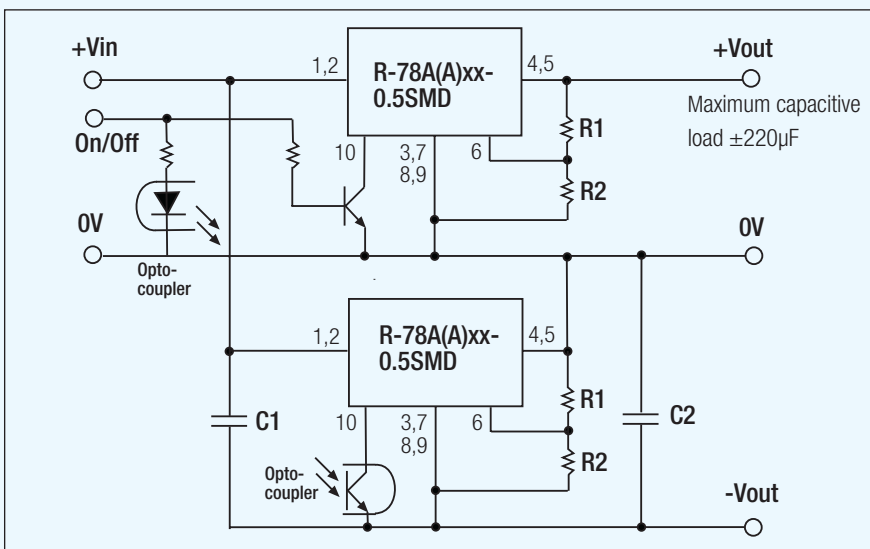 +Vin
1,2
R-78A(A)xx-
0.5SMD
4,5
+Vout
Maximum capacitive
load ±220µF
On/Off
R1
10
3,7
8,9
6
R2
0V
0V
Opto-
coupler
1,2
R-78A(A)xx-
0.5SMD
4,5
C1
R1
C2
10
3,7
8,9
6
R2
Opto-
coupler
-Vout